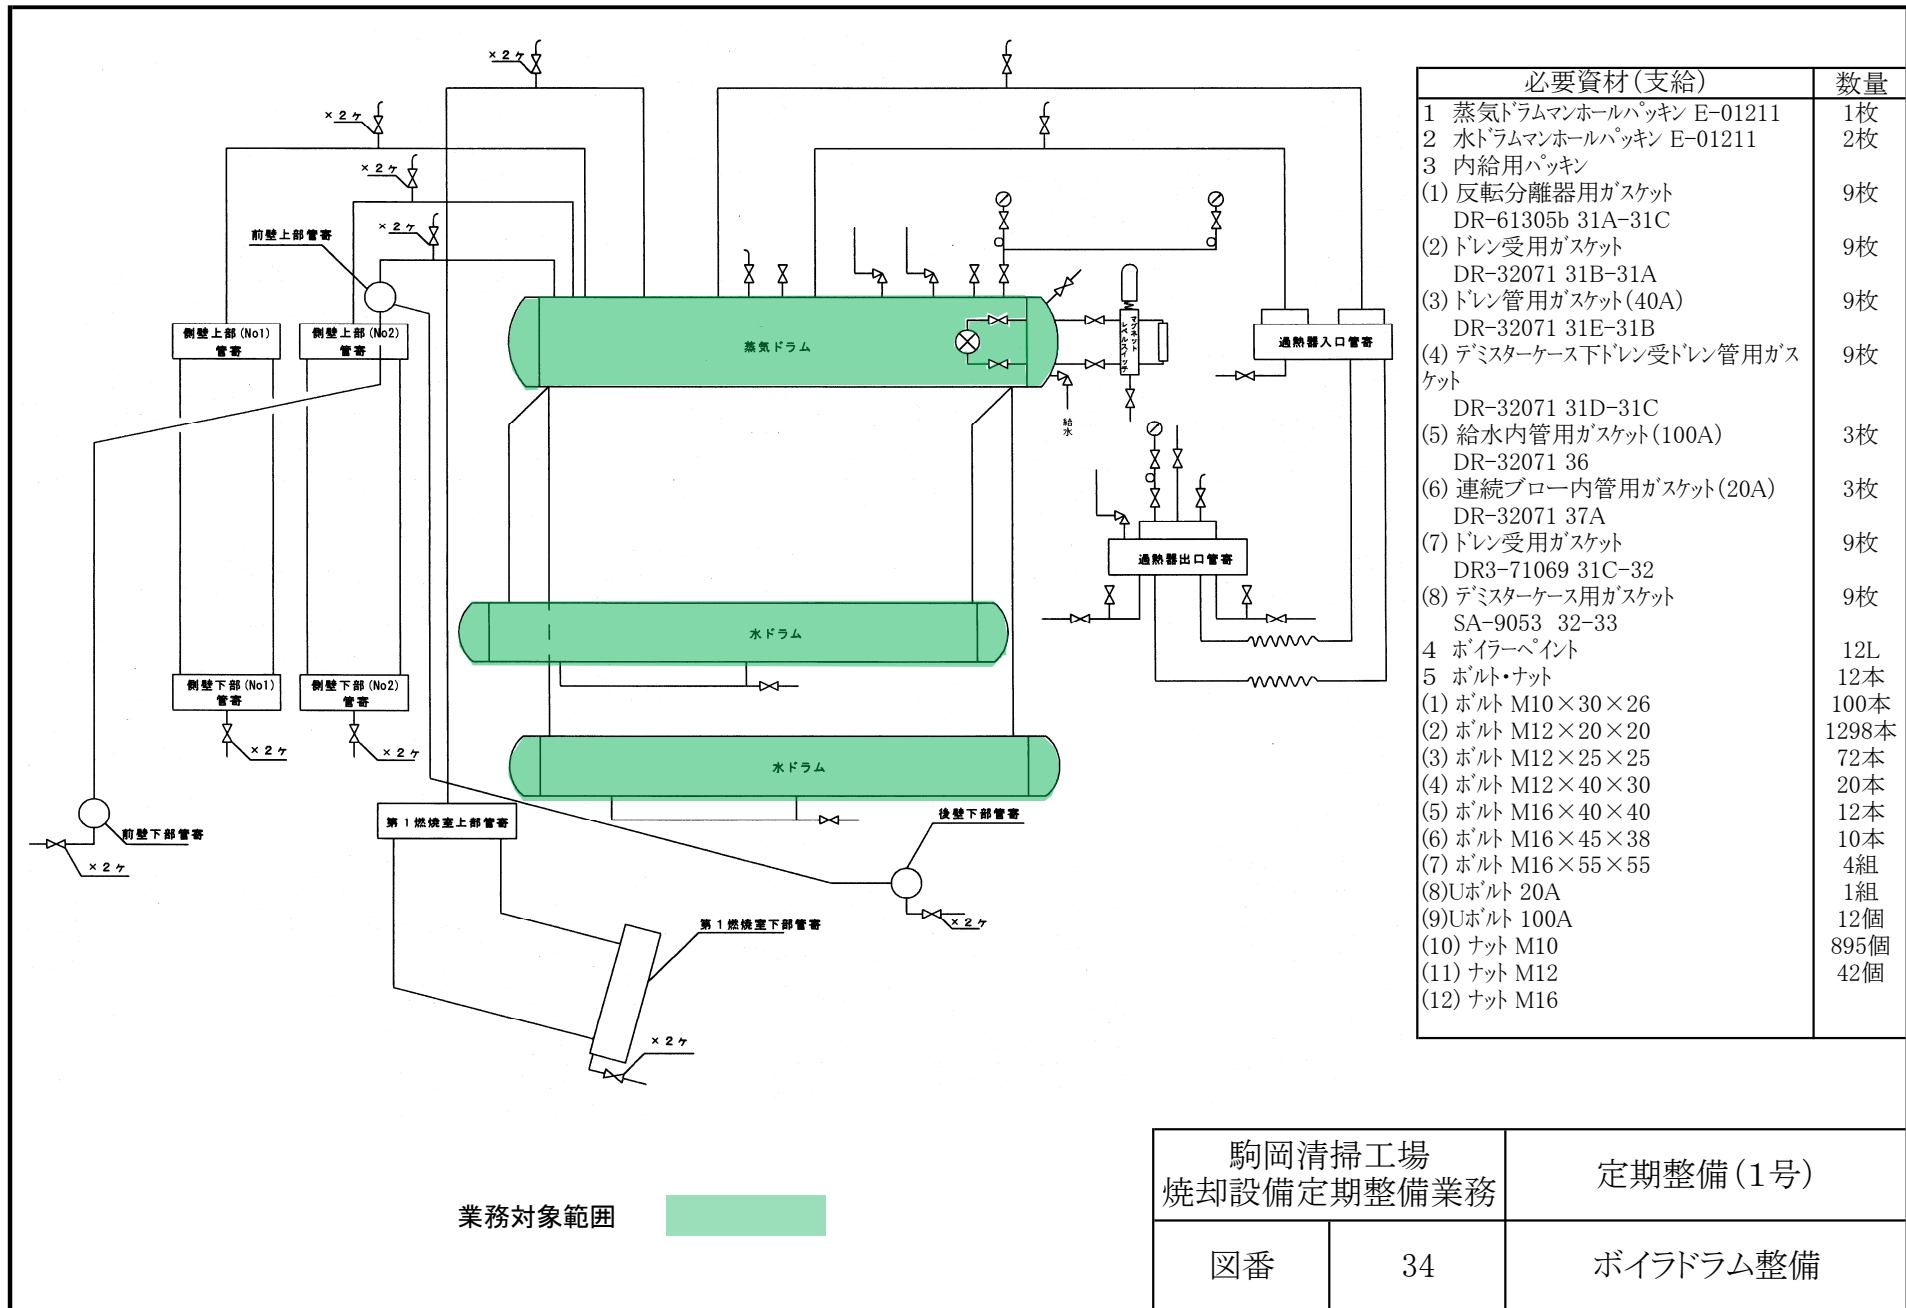 × 2 ヶ
× 2 ヶ
× 2 ヶ
× 2 ヶ
前壁上部管寄
側壁上部(No1)
管寄
側壁上部(No2)
管寄
蒸気ドラム
マグネット
レベルスイッチ
給水
過熱器入口管寄
過熱器出口管寄
水ドラム
側壁下部(No1)
管寄
側壁下部(No2)
管寄
× 2 ヶ
× 2 ヶ
水ドラム
前壁下部管寄
× 2 ヶ
第1燃焼室上部管寄
後壁下部管寄
× 2 ヶ
第1燃焼室下部管寄
× 2 ヶ
必要資材(支給) 数量
1 蒸気ドラムマンホールパッキン E-01211 1枚
2 水ドラムマンホールパッキン E-01211 2枚
3 内給用パッキン
(1) 反転分離器用ガスケット 9枚
DR-61305b 31A-31C
(2) ドレン受用ガスケット 9枚
DR-32071 31B-31A
(3) ドレン管用ガスケット(40A) 9枚
DR-32071 31E-31B
(4) デミスターケース下ドレン受ドレン管用ガス 9枚
ケット
DR-32071 31D-31C
(5) 給水内管用ガスケット(100A) 3枚
DR-32071 36
(6) 連続ブロー内管用ガスケット(20A) 3枚
DR-32071 37A
(7) ドレン受用ガスケット 9枚
DR3-71069 31C-32
(8) デミスターケース用ガスケット 9枚
SA-9053 32-33
4 ボイラーペイント 12L
5 ボルト・ナット 12本
(1) ボルト M10×30×26 100本
(2) ボルト M12×20×20 1298本
(3) ボルト M12×25×25 72本
(4) ボルト M12×40×30 20本
(5) ボルト M16×40×40 12本
(6) ボルト M16×45×38 10本
(7) ボルト M16×55×55 4組
(8)Uボルト 20A 1組
(9)Uボルト 100A 12個
(10) ナット M10 895個
(11) ナット M12 42個
(12) ナット M16
業務対象範囲
駒岡清掃工場
焼却設備定期整備業務
定期整備(1号)
図番 34 ボイラドラム整備